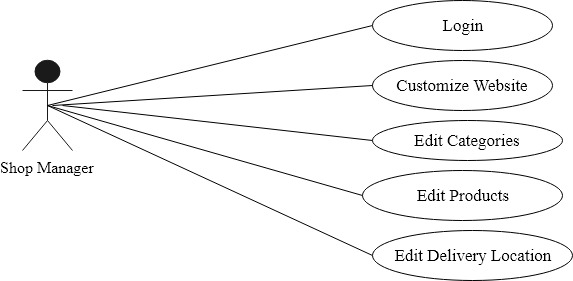 Login
Customize Website
Edit Categories
Shop Manager
Edit Products
Edit Delivery Location